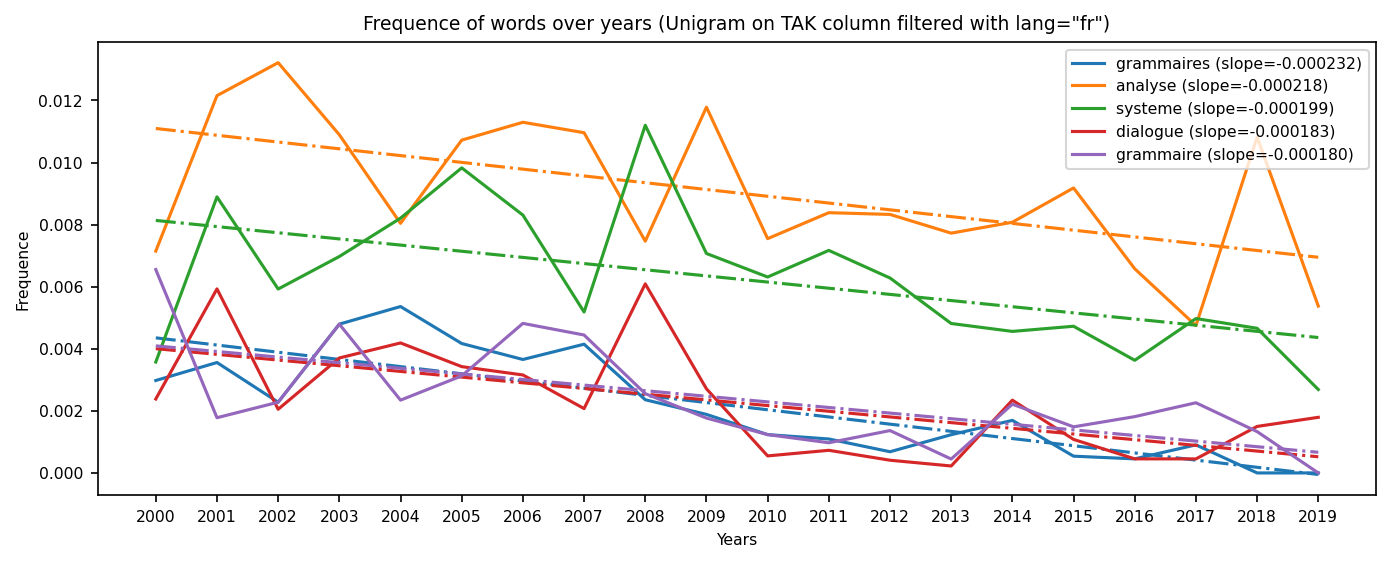 Frequence of words over years (Unigram on TAK column filtered with lang="fr")
grammaires (slope=-0.000232)
analyse (slope=-0.000218)
systeme (slope=-0.000199)
dialogue (slope=-0.000183)
grammaire (slope=-0.000180)
Frequence
0.012
0.010
0.008
0.006
0.004
0.002
0.000
2000 2001 2002 2003 2004 2005 2006 2007 2008 2009 2010 2011 2012 2013 2014 2015 2016 2017 2018 2019
Years